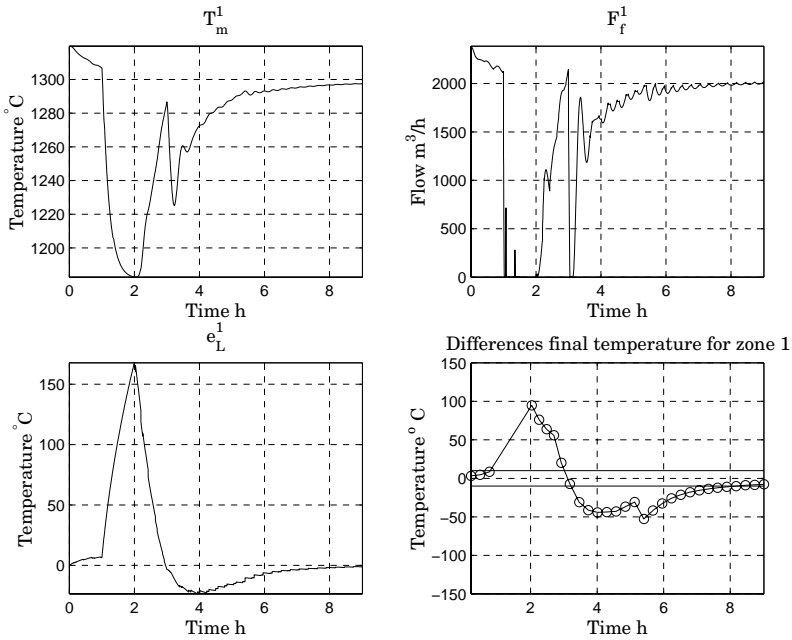 T_m^1
1300
1280
1260
1240
1220
1200
0 2 4 6 8
Temperature °C
Time h
F_f^1
2000
1500
1000
500
0
0 2 4 6 8
Flow m³/h
Time h
e_L^1
150
100
50
0
0 2 4 6 8
Temperature °C
Time h
Differences final temperature for zone 1
150
100
50
0
−50
−100
−150
2 4 6 8
Temperature ° C
Time h